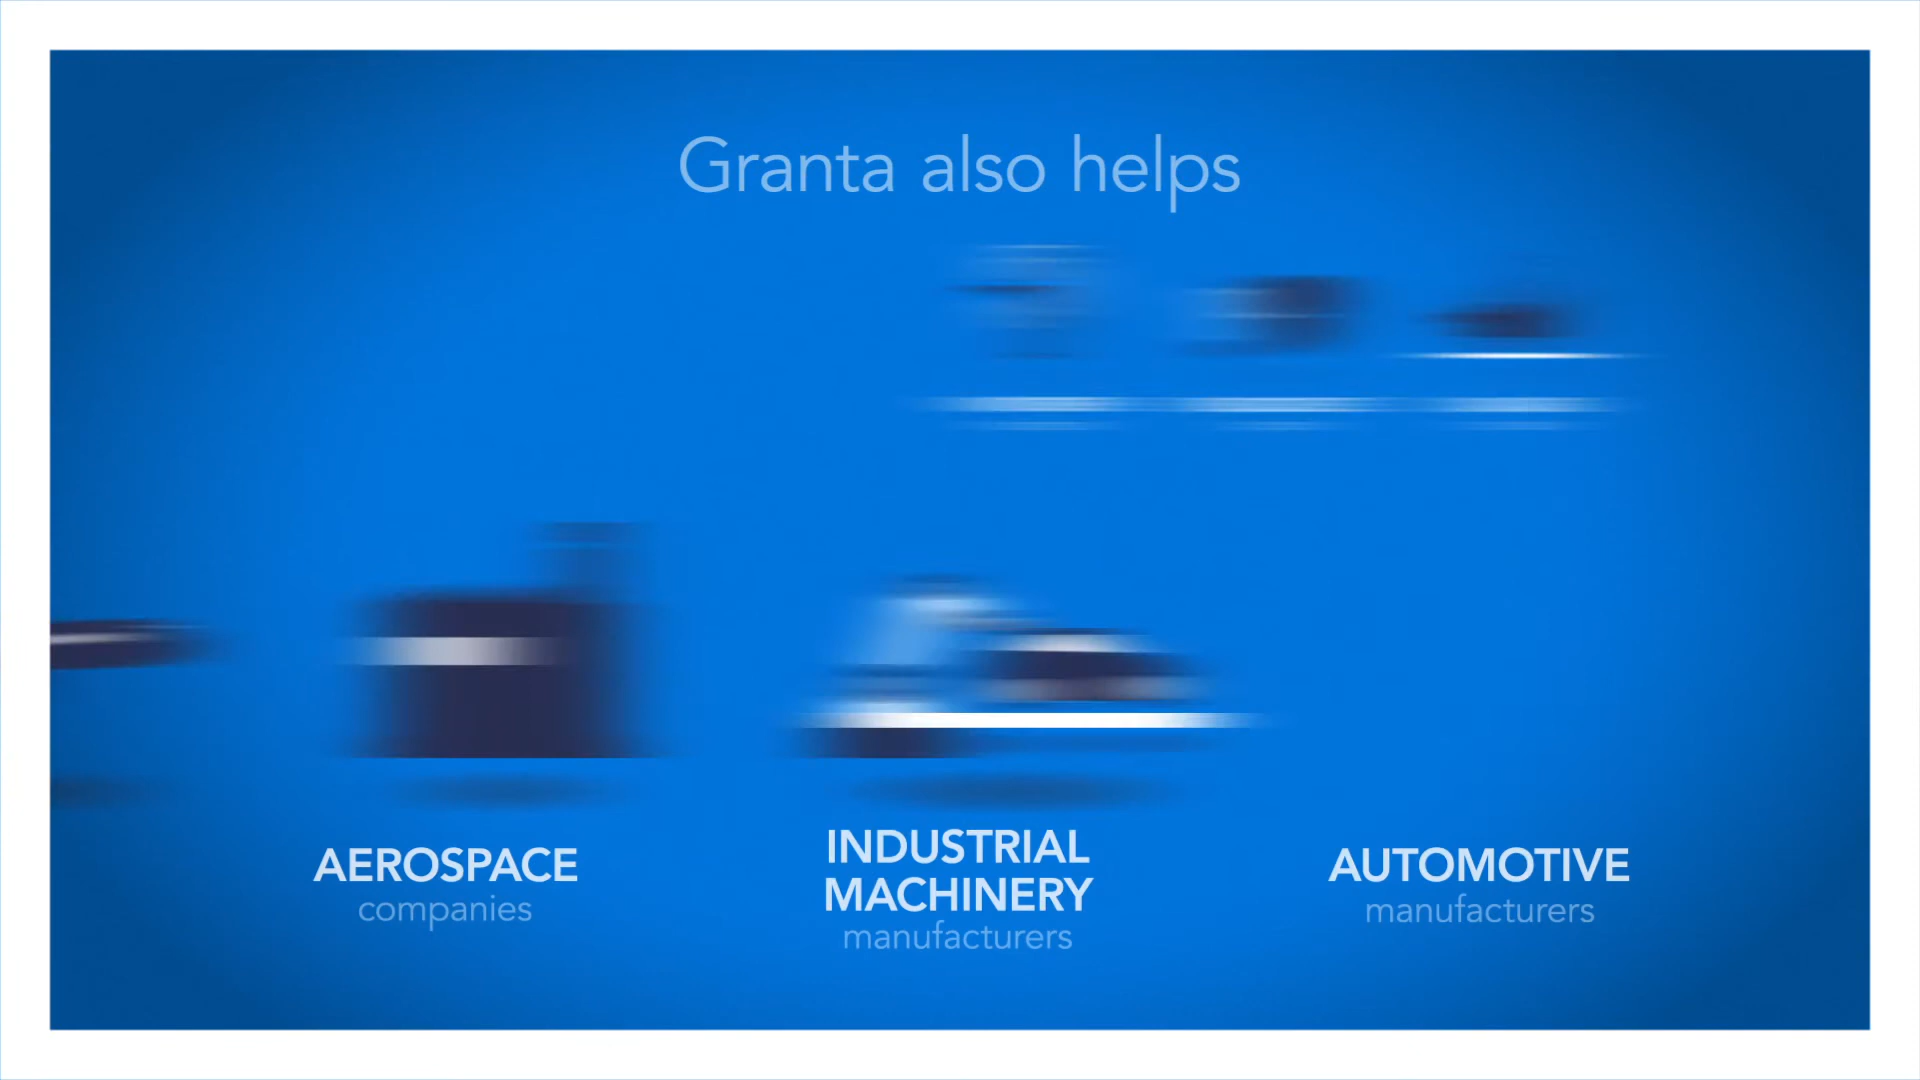 Granta also helps
AEROSPACE
companies
INDUSTRIAL
MACHINERY
manufacturers
AUTOMOTIVE
manufacturers